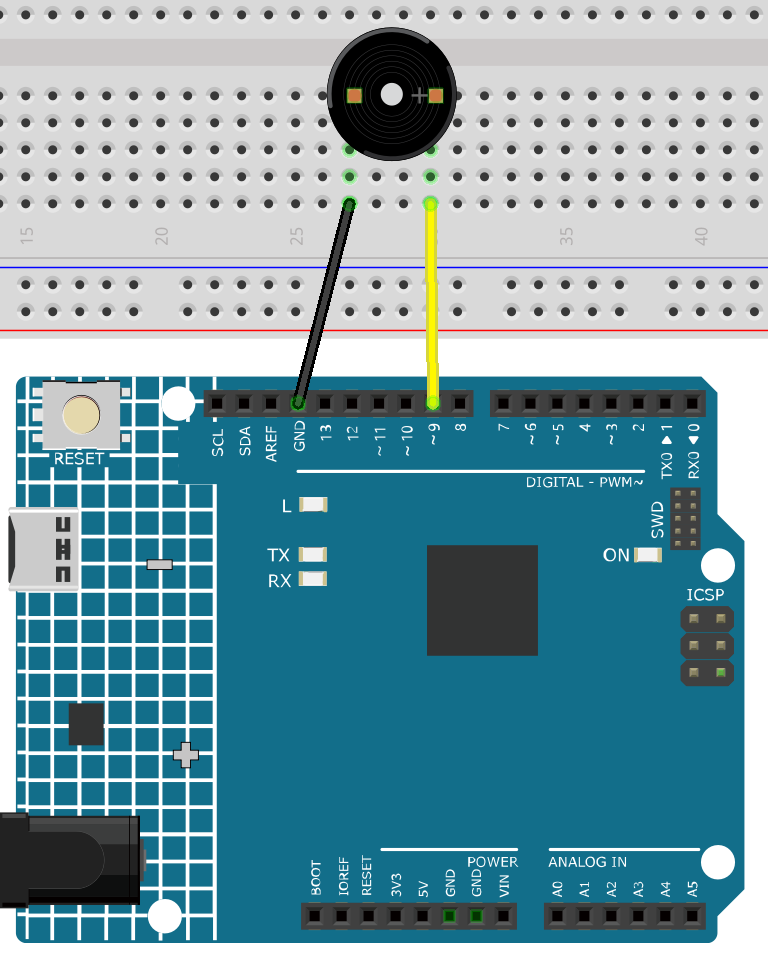 15 20 25 35 40
RESET
SCL SDA AREF GND 13 12 ~11 ~10 ~9 8 7 ~6 ~5 4 ~3 2 TX0 ▶1 RX0 ◀0
DIGITAL - PWM~
L
TX
RX
ON
SWD
ICSP
POWER
ANALOG IN
BOOT IOREF RESET 3V3 5V GND GND VIN A0 A1 A2 A3 A4 A5